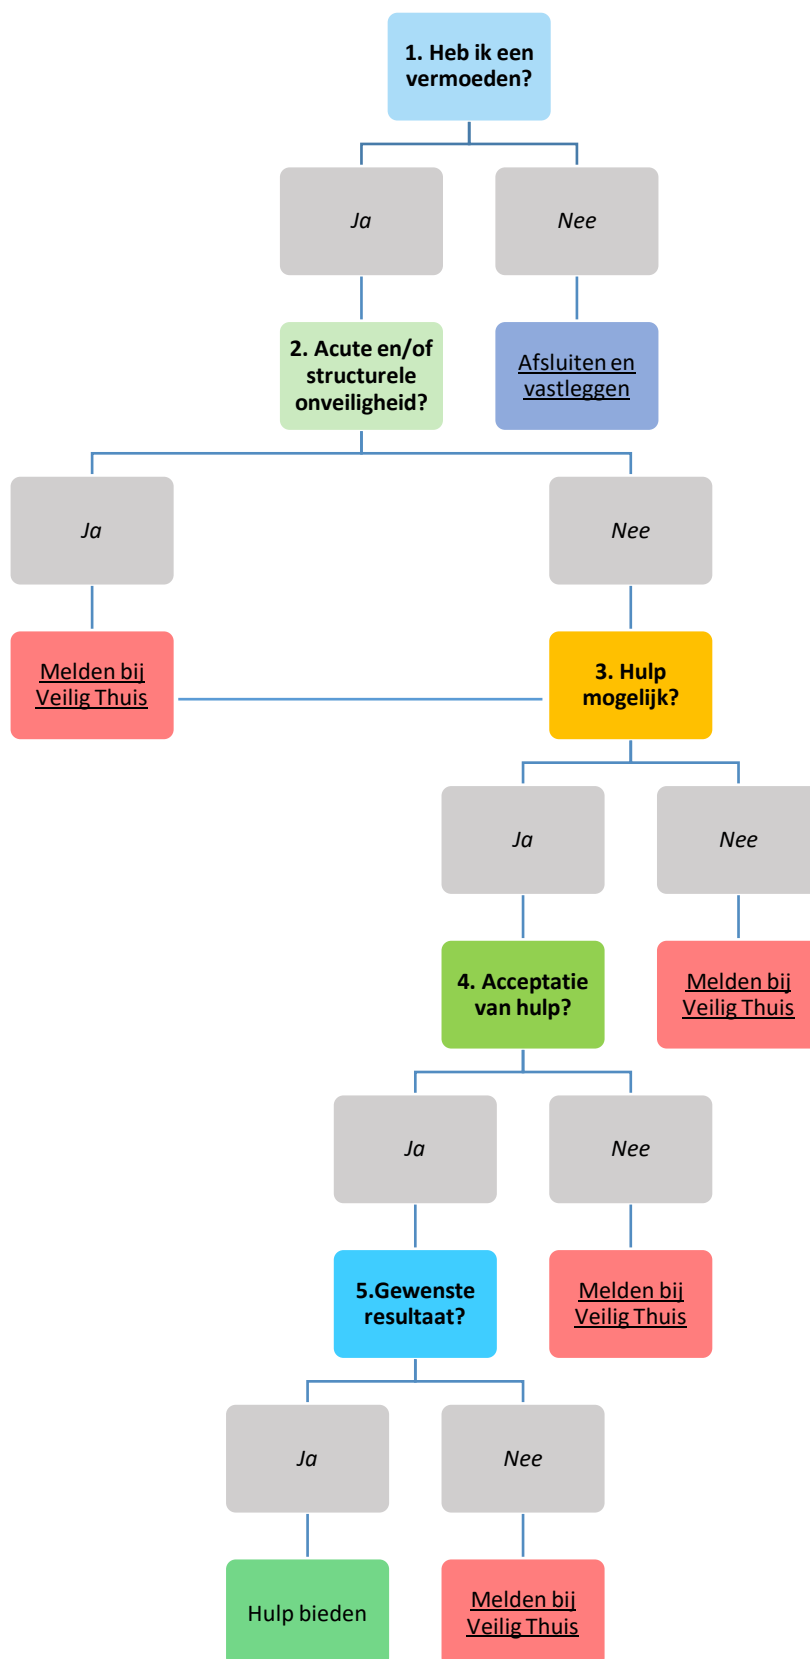 1. Heb ik een
vermoeden?
Ja
Nee
2. Acute en/of
structurele
onveiligheid?
Afsluiten en
vastleggen
Ja
Nee
Melden bij
Veilig Thuis
3. Hulp
mogelijk?
Ja
Nee
4. Acceptatie
van hulp?
Melden bij
Veilig Thuis
Ja
Nee
5.Gewenste
resultaat?
Melden bij
Veilig Thuis
Ja
Nee
Hulp bieden
Melden bij
Veilig Thuis